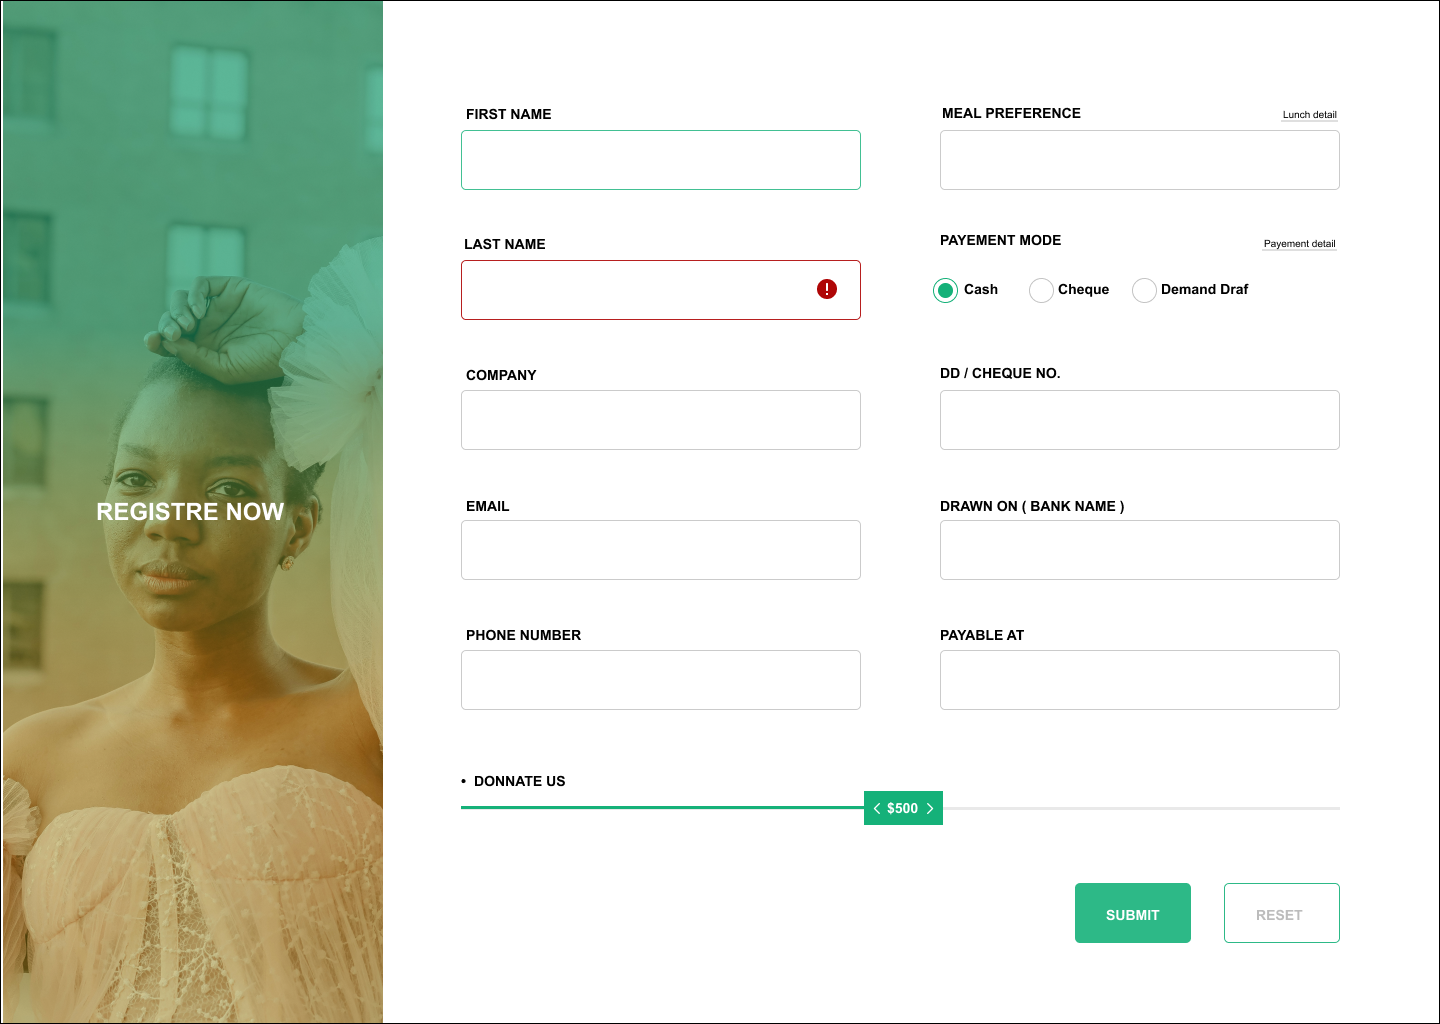 REGISTRE NOW
FIRST NAME
LAST NAME
COMPANY
EMAIL
PHONE NUMBER
MEAL PREFERENCE
Lunch detail
PAYEMENT MODE
Payement detail
Cash Cheque Demand Draf
DD / CHEQUE NO.
DRAWN ON ( BANK NAME )
PAYABLE AT
• DONNATE US
< $500 >
SUBMIT RESET